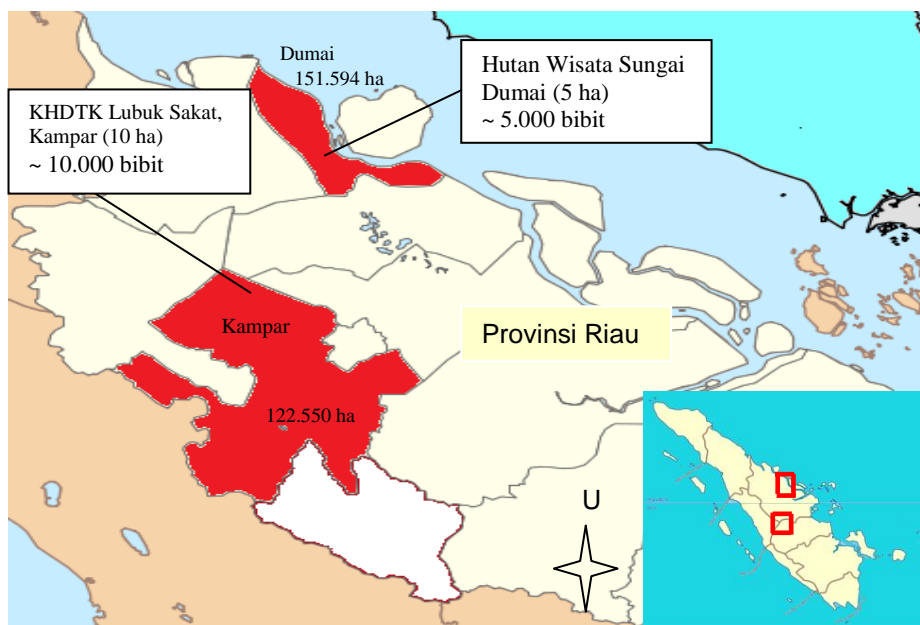 Dumai
151.594 ha
Hutan Wisata Sungai
Dumai (5 ha)
~ 5.000 bibit
KHDTK Lubuk Sakat,
Kampar (10 ha)
~ 10.000 bibit
Kampar
Provinsi Riau
122.550 ha
U